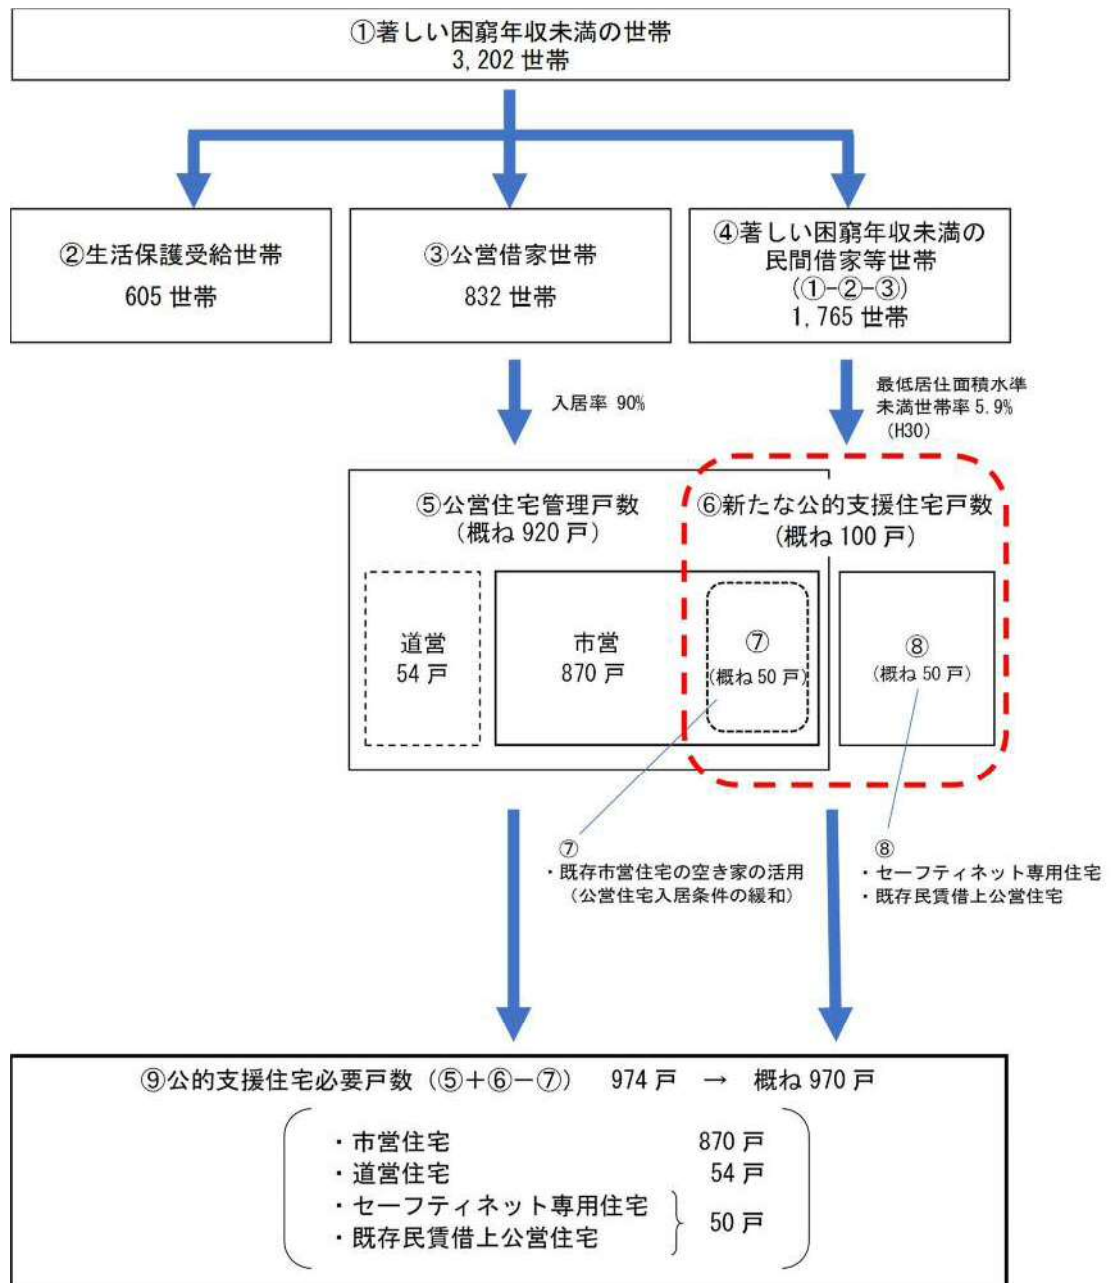 ①著しい困窮年収未満の世帯
3,202 世帯
②生活保護受給世帯
605 世帯
③公営借家世帯
832 世帯
④著しい困窮年収未満の
民間借家等世帯
(①-②-③)
1,765 世帯
入居率 90%
最低居住面積水準
未満世帯率 5.9%
(H30)
⑤公営住宅管理戸数
(概ね 920 戸)
⑥新たな公的支援住宅戸数
(概ね 100 戸)
道営
54 戸
市営
870 戸
⑦
(概ね 50 戸)
⑧
(概ね 50 戸)
⑦
・既存市営住宅の空き家の活用
(公営住宅入居条件の緩和)
⑧
・セーフティネット専用住宅
・既存民賃借上公営住宅
⑨公的支援住宅必要戸数 (⑤+⑥-⑦) 974 戸 → 概ね 970 戸
・市営住宅 870 戸
・道営住宅 54 戸
・セーフティネット専用住宅
・既存民賃借上公営住宅
50 戸